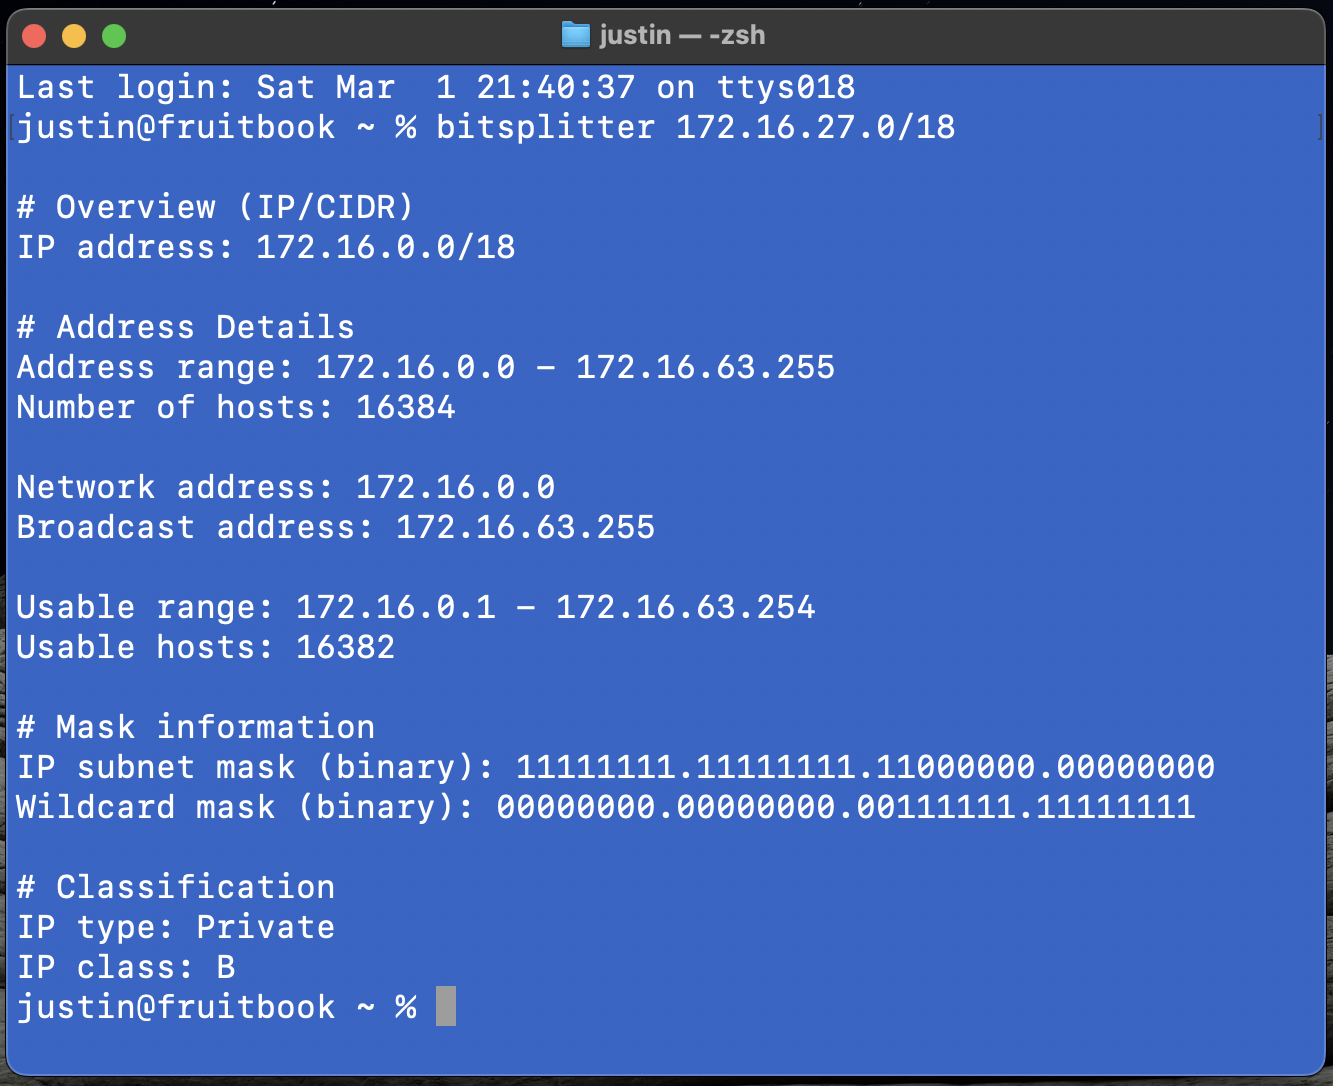 justin — -zsh
Last login: Sat Mar  1 21:40:37 on ttys018
justin@fruitbook ~ % bitsplitter 172.16.27.0/18
# Overview (IP/CIDR)
IP address: 172.16.0.0/18
# Address Details
Address range: 172.16.0.0 – 172.16.63.255
Number of hosts: 16384
Network address: 172.16.0.0
Broadcast address: 172.16.63.255
Usable range: 172.16.0.1 – 172.16.63.254
Usable hosts: 16382
# Mask information
IP subnet mask (binary): 11111111.11111111.11000000.00000000
Wildcard mask (binary): 00000000.00000000.00111111.11111111
# Classification
IP type: Private
IP class: B
justin@fruitbook ~ %